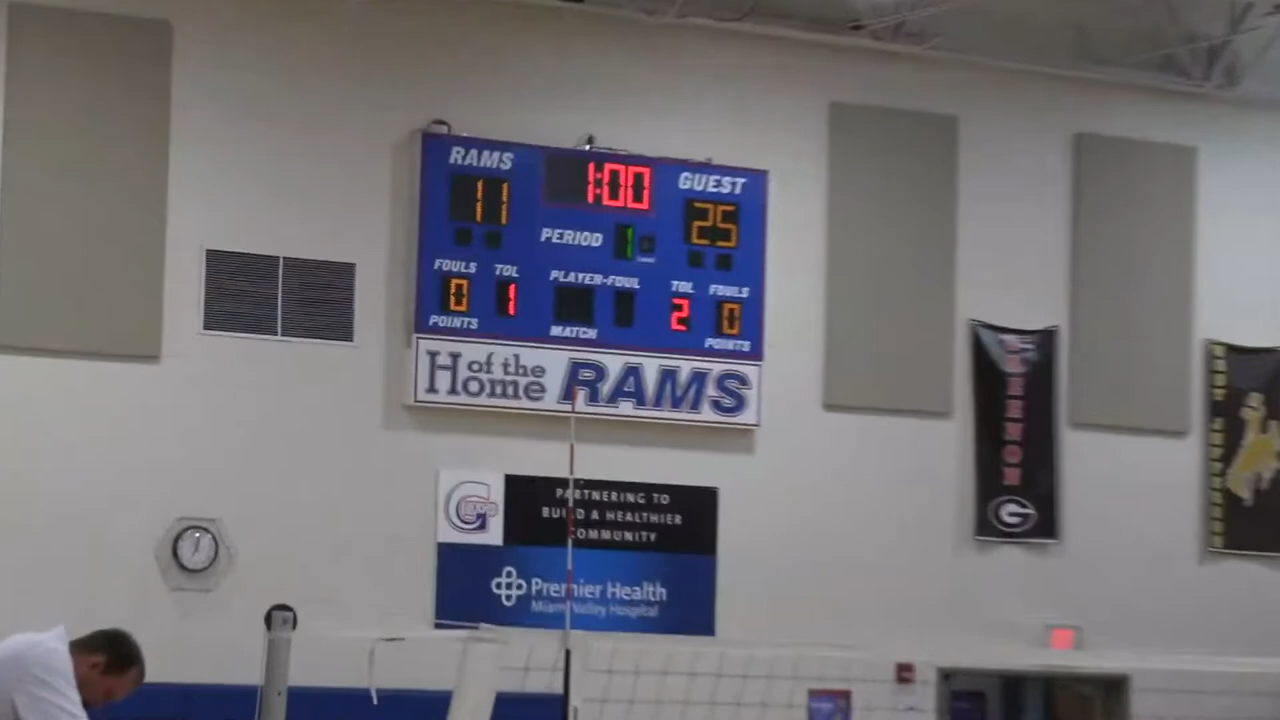 RAMS
1:00
GUEST
11
25
PERIOD 1
FOULS TOL
PLAYER-FOUL
TOL FOULS
0 1
2 0
POINTS
MATCH
POINTS
Home of the RAMS
G
PARTNERING TO
BUILD A HEALTHIER
COMMUNITY
Premier Health
Miami Valley Hospital
G